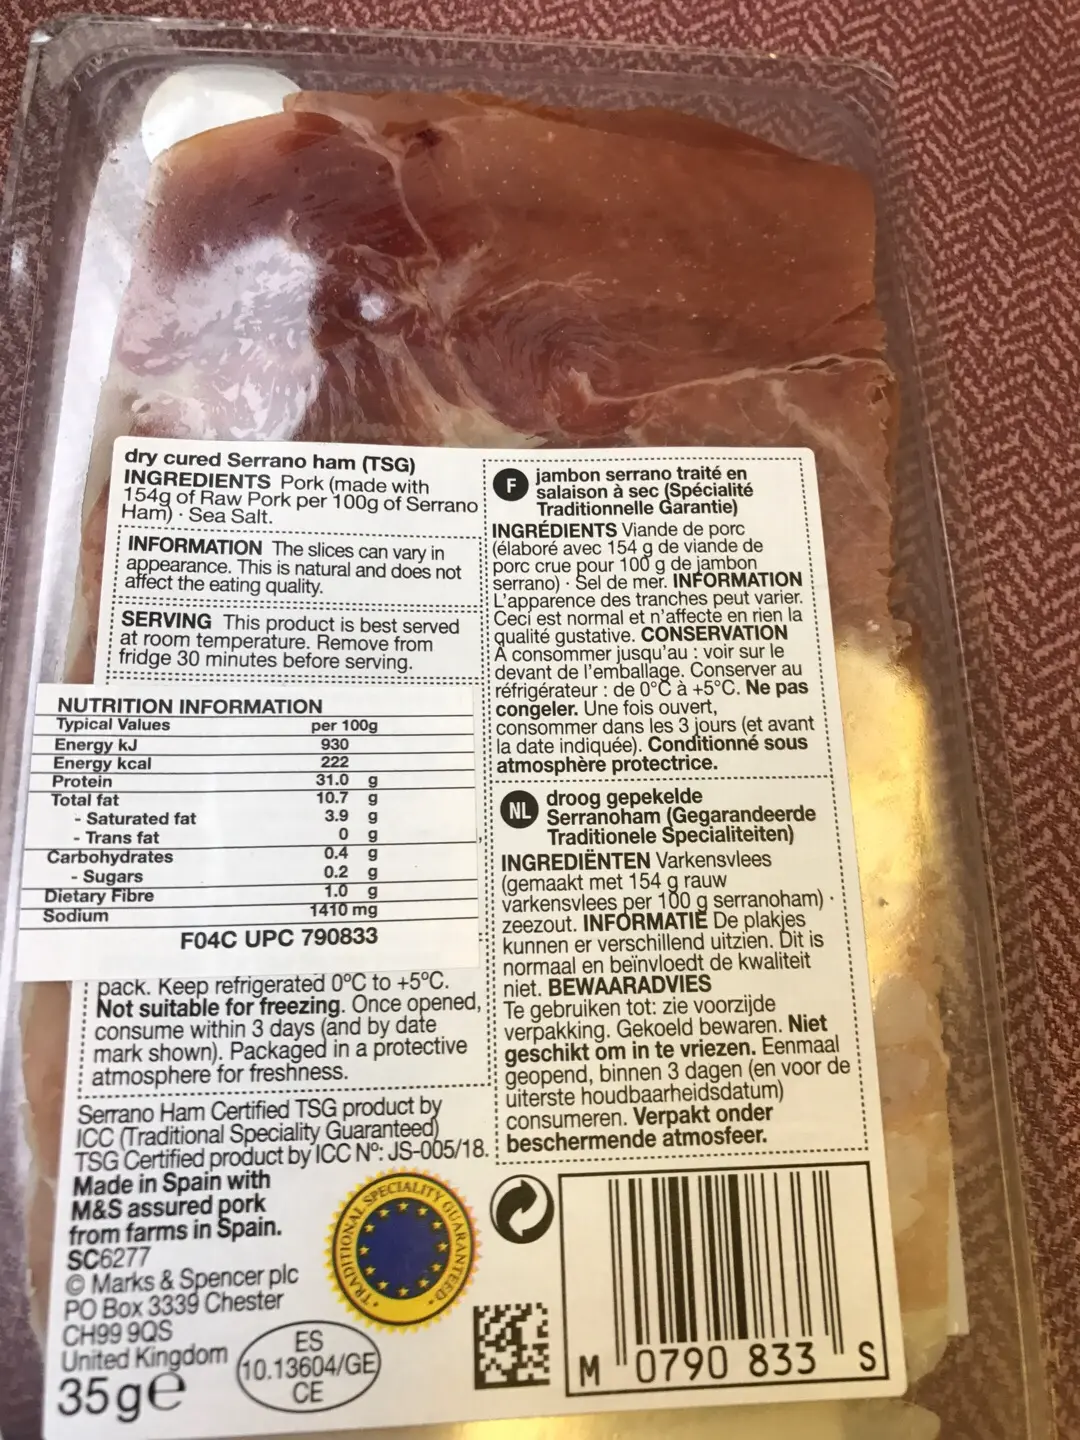 dry cured Serrano ham (TSG)
INGREDIENTS Pork (made with
154g of Raw Pork per 100g of Serrano
Ham) · Sea Salt.
INFORMATION The slices can vary in
appearance. This is natural and does not
affect the eating quality.
SERVING This product is best served
at room temperature. Remove from
fridge 30 minutes before serving.
NUTRITION INFORMATION
Typical Values per 100g
Energy kJ 930
Energy kcal 222
Protein 31.0 g
Total fat 10.7 g
- Saturated fat 3.9 g
- Trans fat 0 g
Carbohydrates 0.4 g
- Sugars 0.2 g
Dietary Fibre 1.0 g
Sodium 1410 mg
F04C UPC 790833
pack. Keep refrigerated 0°C to +5°C.
Not suitable for freezing. Once opened,
consume within 3 days (and by date
mark shown). Packaged in a protective
atmosphere for freshness.
Serrano Ham Certified TSG product by
ICC (Traditional Speciality Guaranteed)
TSG Certified product by ICC Nº: JS-005/18.
Made in Spain with
M&S assured pork
from farms in Spain.
SC6277
© Marks & Spencer plc
PO Box 3339 Chester
CH99 9QS
United Kingdom
35g℮
ES
10.13604/GE
CE
TRADITIONAL SPECIALITY GUARANTEED
F jambon serrano traité en
salaison à sec (Spécialité
Traditionnelle Garantie)
INGRÉDIENTS Viande de porc
(élaboré avec 154 g de viande de
porc crue pour 100 g de jambon
serrano) · Sel de mer. INFORMATION
L'apparence des tranches peut varier.
Ceci est normal et n'affecte en rien la
qualité gustative. CONSERVATION
À consommer jusqu'au : voir sur le
devant de l'emballage. Conserver au
réfrigérateur : de 0°C à +5°C. Ne pas
congeler. Une fois ouvert,
consommer dans les 3 jours (et avant
la date indiquée). Conditionné sous
atmosphère protectrice.
NL droog gepekelde
Serranoham (Gegarandeerde
Traditionele Specialiteiten)
INGREDIËNTEN Varkensvlees
(gemaakt met 154 g rauw
varkensvlees per 100 g serranoham) ·
zeezout. INFORMATIE De plakjes
kunnen er verschillend uitzien. Dit is
normaal en beïnvloedt de kwaliteit
niet. BEWAARADVIES
Te gebruiken tot: zie voorzijde
verpakking. Gekoeld bewaren. Niet
geschikt om in te vriezen. Eenmaal
geopend, binnen 3 dagen (en voor de
uiterste houdbaarheidsdatum)
consumeren. Verpakt onder
beschermende atmosfeer.
M 0790 833 S